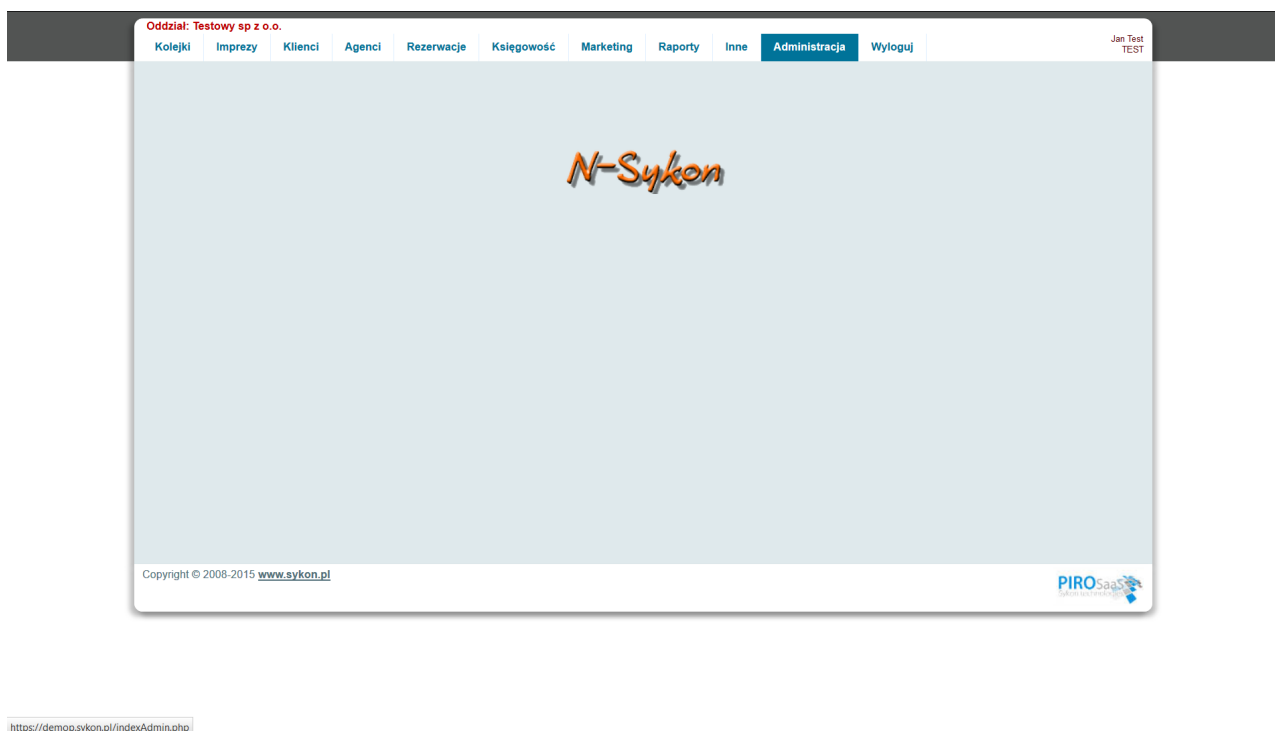 Oddział: Testowy sp z o.o.
Kolejki Imprezy Klienci Agenci Rezerwacje Księgowość Marketing Raporty Inne Administracja Wyloguj
Jan Test
TEST
N-Sykon
Copyright © 2008-2015 www.sykon.pl
PIROSaaS
https://demop.sykon.pl/indexAdmin.php